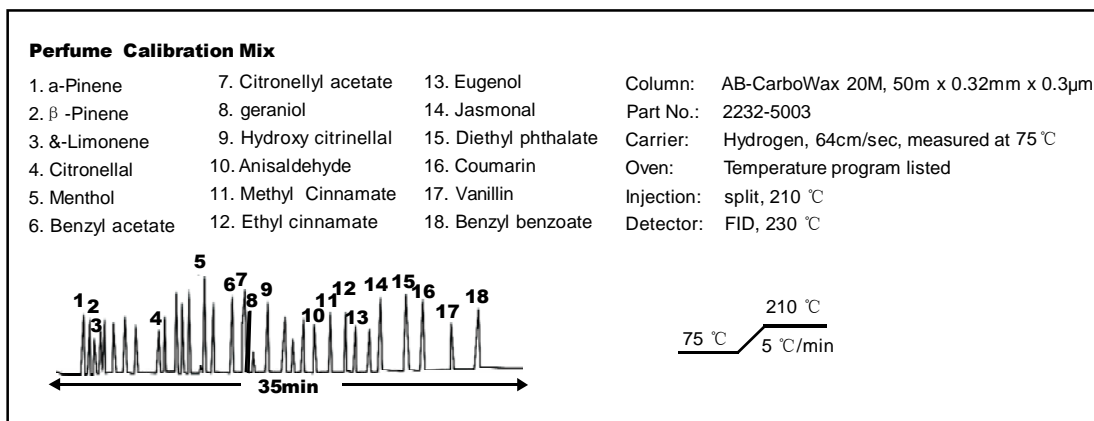 Perfume Calibration Mix
1. a-Pinene
2. β -Pinene
3. &-Limonene
4. Citronellal
5. Menthol
6. Benzyl acetate
7. Citronellyl acetate
8. geraniol
9. Hydroxy citrinellal
10. Anisaldehyde
11. Methyl Cinnamate
12. Ethyl cinnamate
13. Eugenol
14. Jasmonal
15. Diethyl phthalate
16. Coumarin
17. Vanillin
18. Benzyl benzoate
Column: AB-CarboWax 20M, 50m x 0.32mm x 0.3μm
Part No.: 2232-5003
Carrier: Hydrogen, 64cm/sec, measured at 75 ℃
Oven: Temperature program listed
Injection: split, 210 ℃
Detector: FID, 230 ℃
1
2
3
4
5
6
7
8
9
10
11
12
13
14
15
16
17
18
35min
75 ℃
210 ℃
5 ℃/min